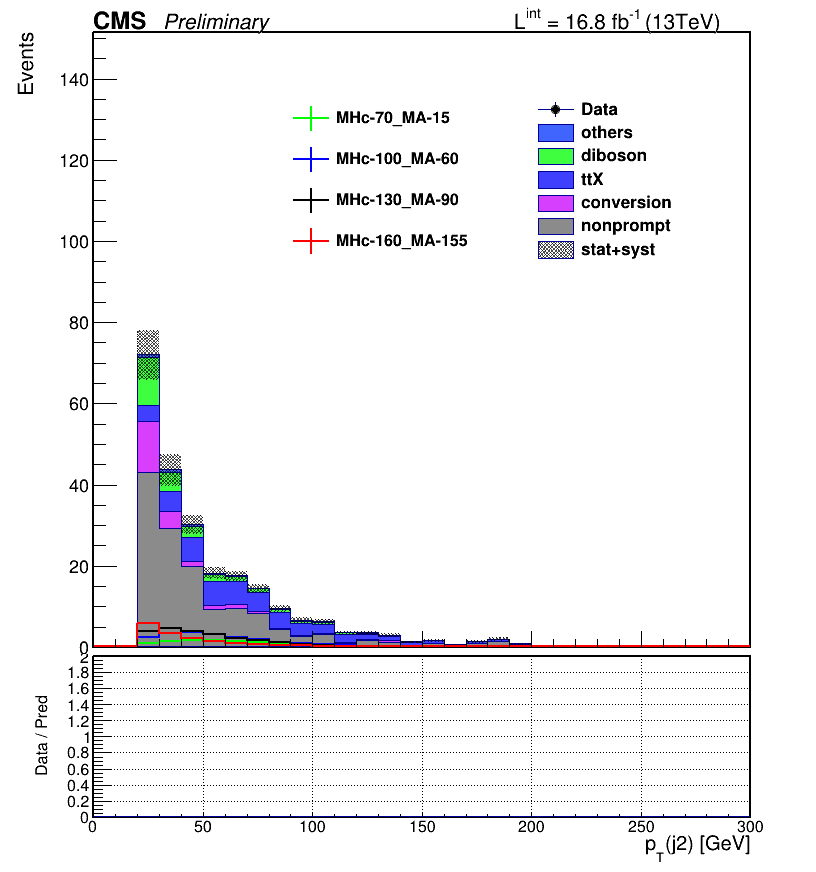 CMS Preliminary L^int = 16.8 fb^-1 (13TeV)
Events
140
120
100
80
60
40
20
0
MHc-70_MA-15
MHc-100_MA-60
MHc-130_MA-90
MHc-160_MA-155
Data
others
diboson
ttX
conversion
nonprompt
stat+syst
Data / Pred
2
1.8
1.6
1.4
1.2
1
0.8
0.6
0.4
0.2
0
0 50 100 150 200 250 300
p_T(j2) [GeV]